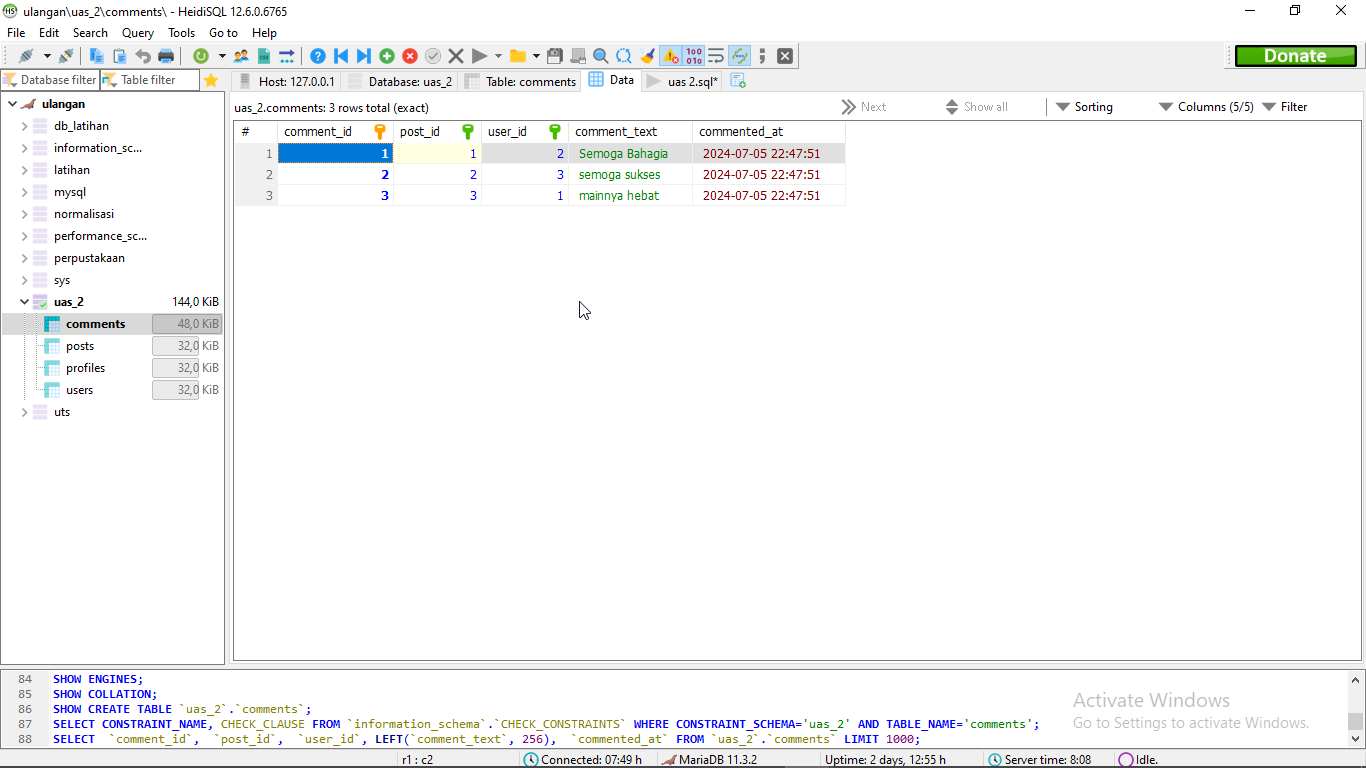 HS ulangan\uas_2\comments\ - HeidiSQL 12.6.0.6765
File Edit Search Query Tools Go to Help
Donate
Database filter Table filter
Host: 127.0.0.1 Database: uas_2 Table: comments Data uas 2.sql*
ulangan
db_latihan
information_sc...
latihan
mysql
normalisasi
performance_sc...
perpustakaan
sys
uas_2 144,0 KiB
comments 48,0 KiB
posts 32,0 KiB
profiles 32,0 KiB
users 32,0 KiB
uts
uas_2.comments: 3 rows total (exact) Next Show all Sorting Columns (5/5) Filter
# comment_id post_id user_id comment_text commented_at
1 1 1 2 Semoga Bahagia 2024-07-05 22:47:51
2 2 2 3 semoga sukses 2024-07-05 22:47:51
3 3 3 1 mainnya hebat 2024-07-05 22:47:51
84 SHOW ENGINES;
85 SHOW COLLATION;
86 SHOW CREATE TABLE `uas_2`.`comments`;
87 SELECT CONSTRAINT_NAME, CHECK_CLAUSE FROM `information_schema`.`CHECK_CONSTRAINTS` WHERE CONSTRAINT_SCHEMA='uas_2' AND TABLE_NAME='comments';
88 SELECT `comment_id`, `post_id`, `user_id`, LEFT(`comment_text`, 256), `commented_at` FROM `uas_2`.`comments` LIMIT 1000;
Activate Windows
Go to Settings to activate Windows.
r1 : c2 Connected: 07:49 h MariaDB 11.3.2 Uptime: 2 days, 12:55 h Server time: 8:08 Idle.